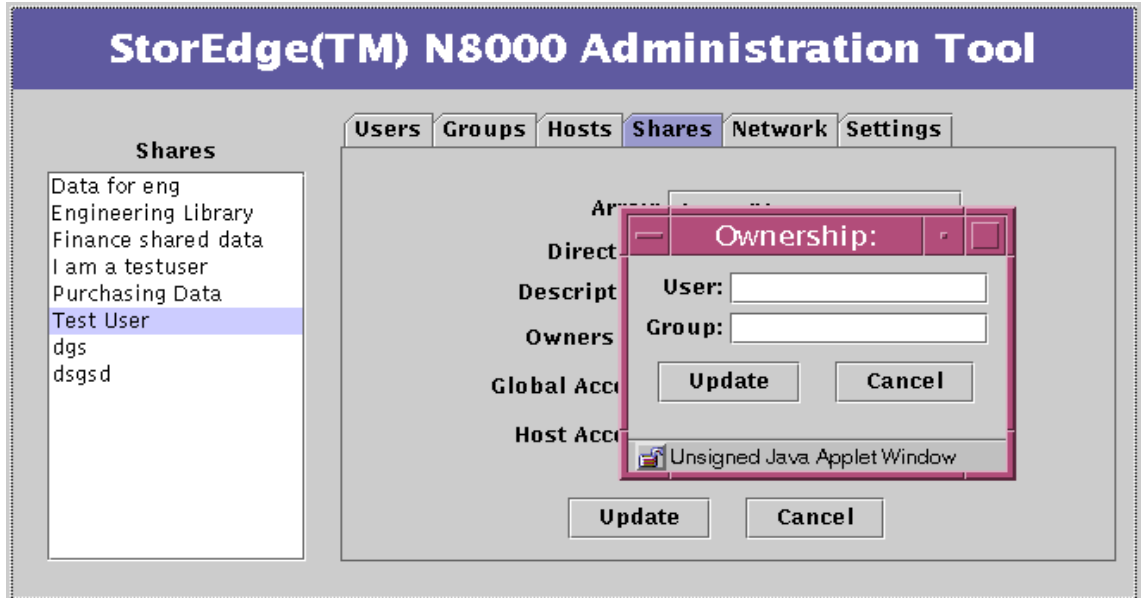 StorEdge(TM) N8000 Administration Tool
Users Groups Hosts Shares Network Settings
Shares
Data for eng
Engineering Library
Finance shared data
I am a testuser
Purchasing Data
Test User
dgs
dsgsd
Direct
Descript
Owners
Global Acc
Host Acc
Ownership:
User:
Group:
Update Cancel
Unsigned Java Applet Window
Update Cancel